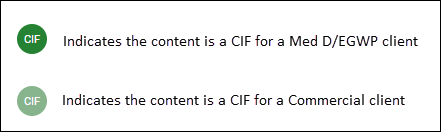 CIF Indicates the content is a CIF for a Med D/EGWP client
CIF Indicates the content is a CIF for a Commercial client